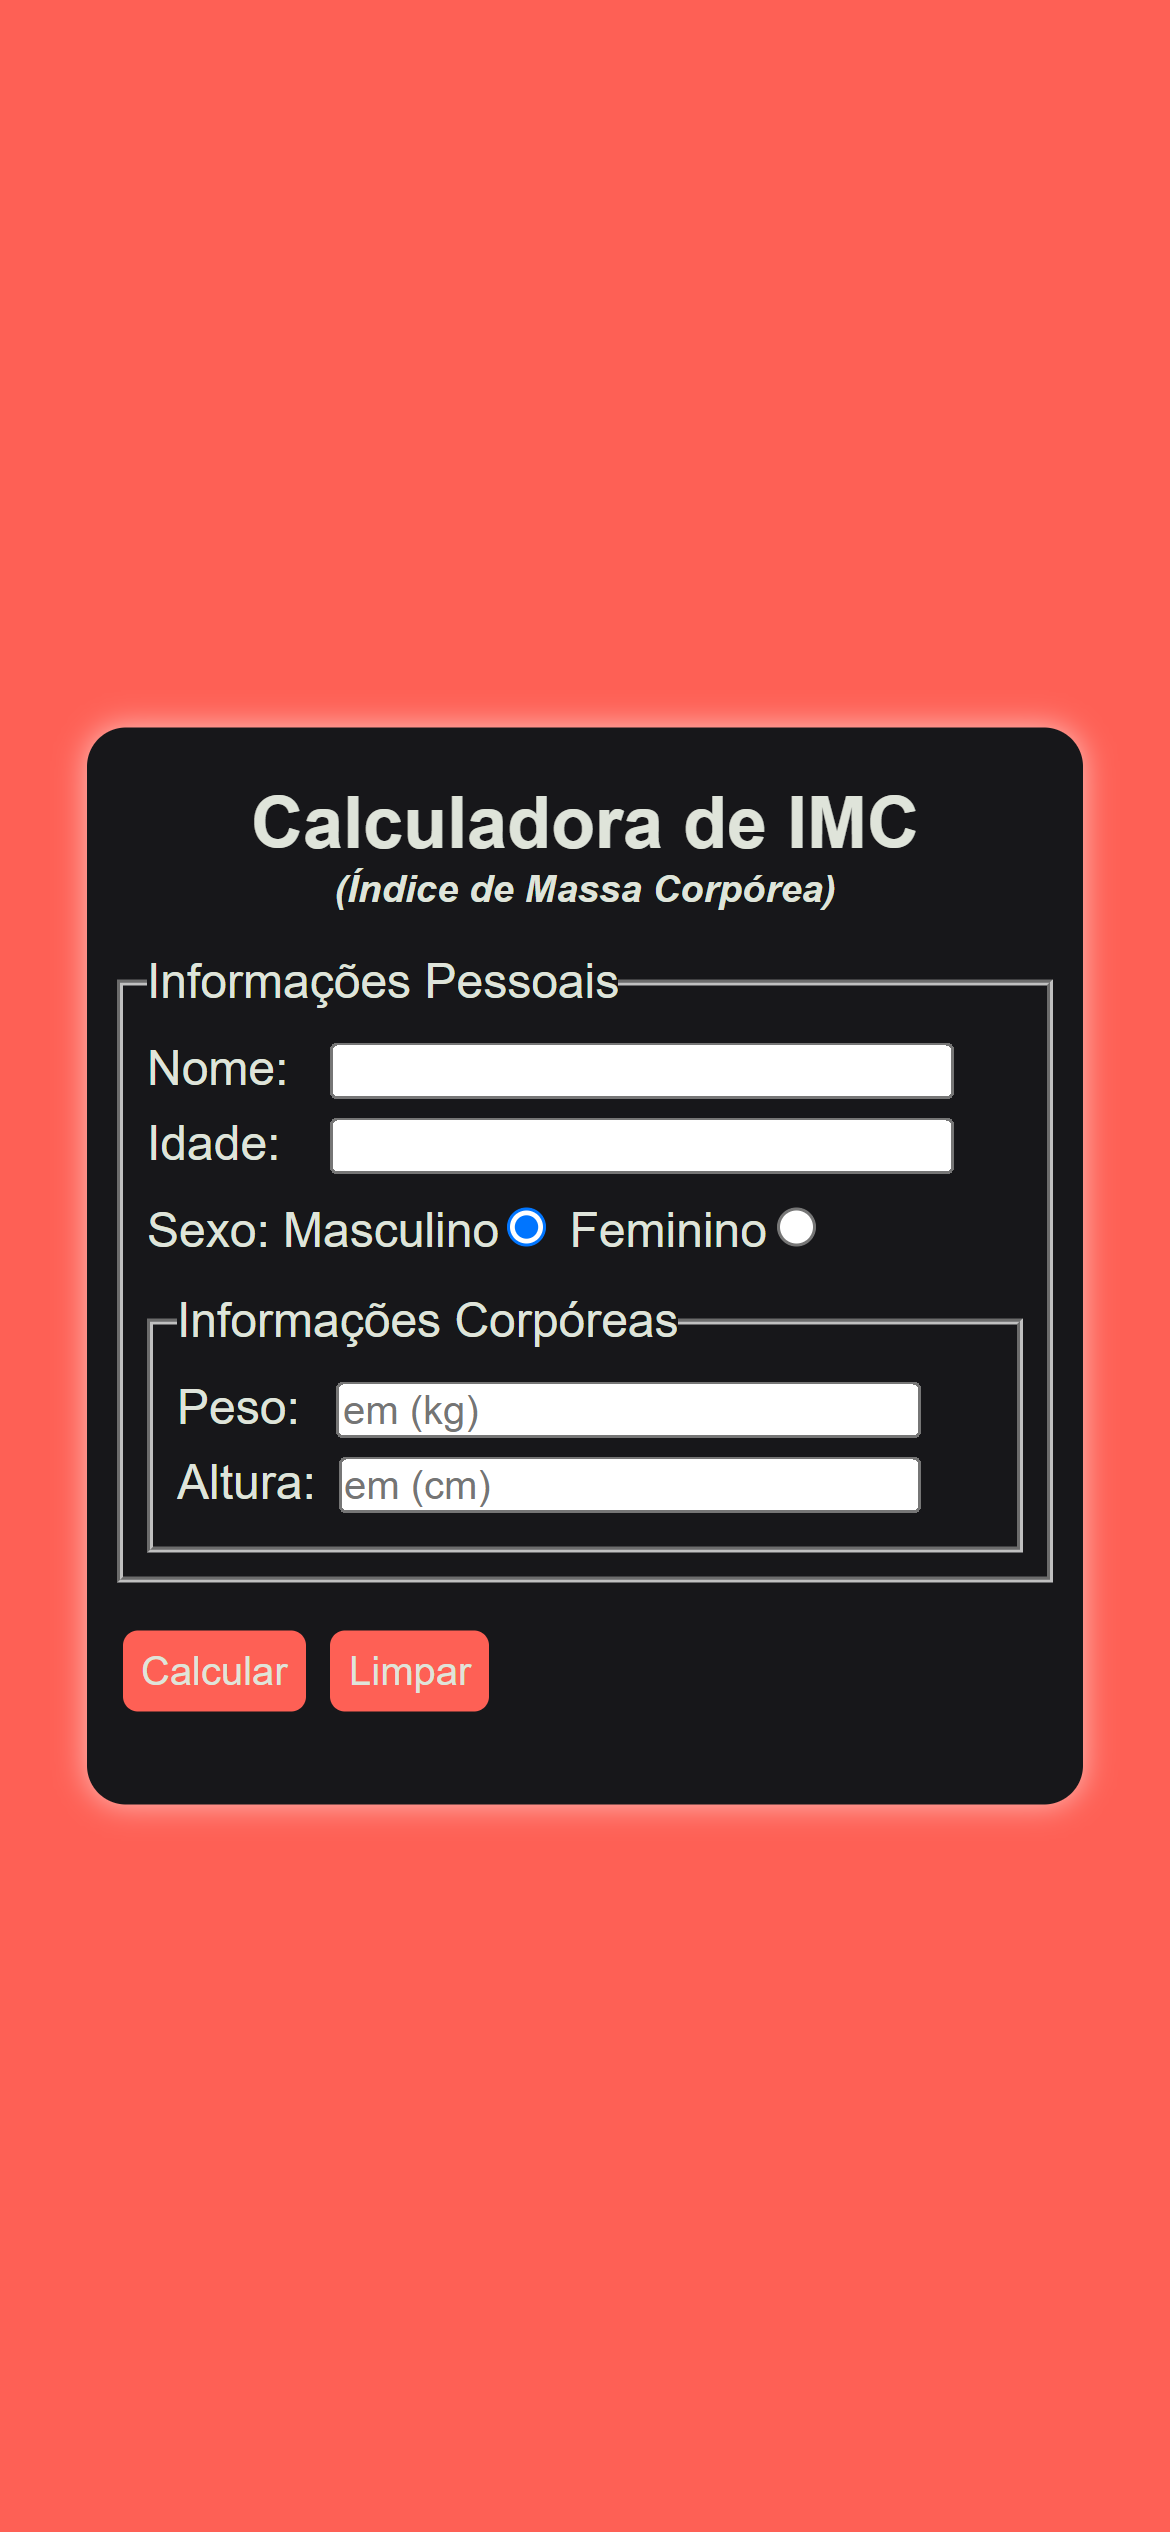 Calculadora de IMC
(Índice de Massa Corpórea)
Informações Pessoais
Nome:
Idade:
Sexo: Masculino Feminino
Informações Corpóreas
Peso: em (kg)
Altura: em (cm)
Calcular Limpar